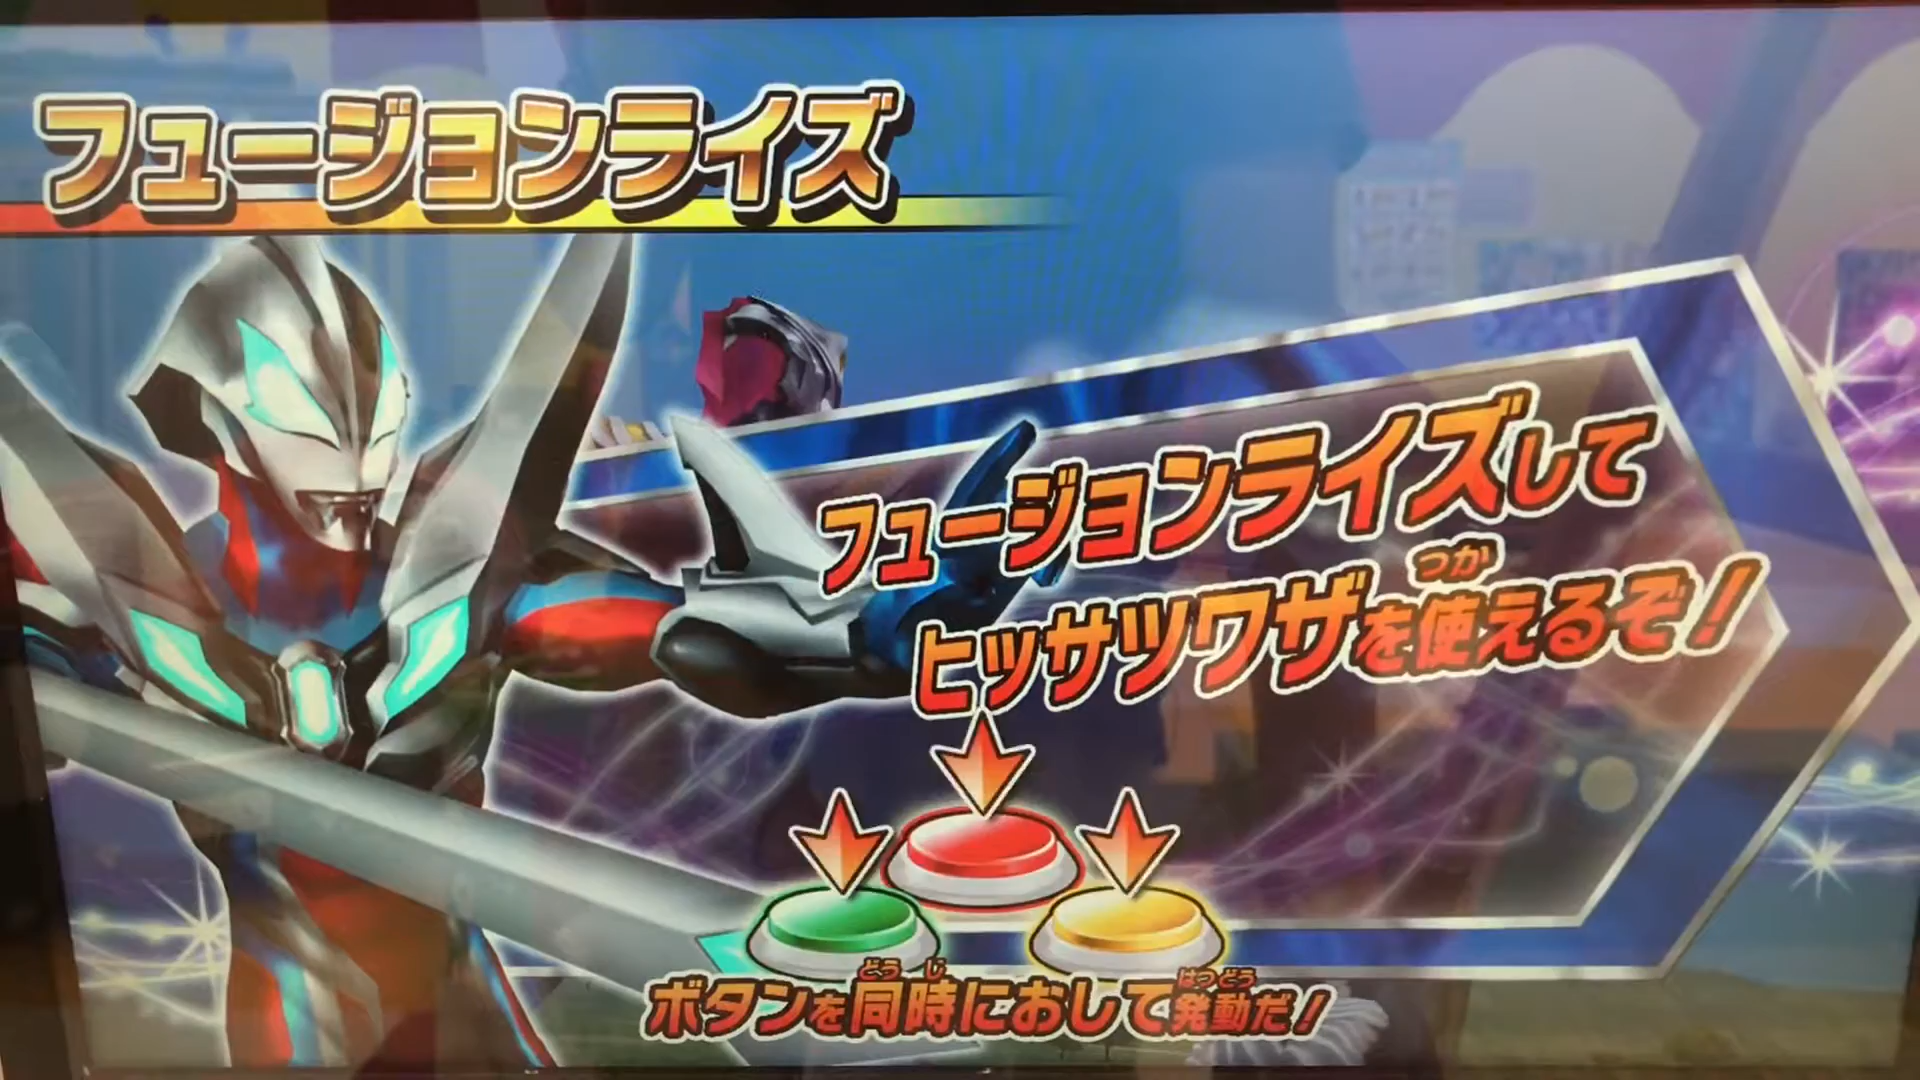 フュージョンライズ
フュージョンライズして
つか
ヒッサツワザを使えるぞ!
どうじ はつどう
ボタンを同時におして発動だ!